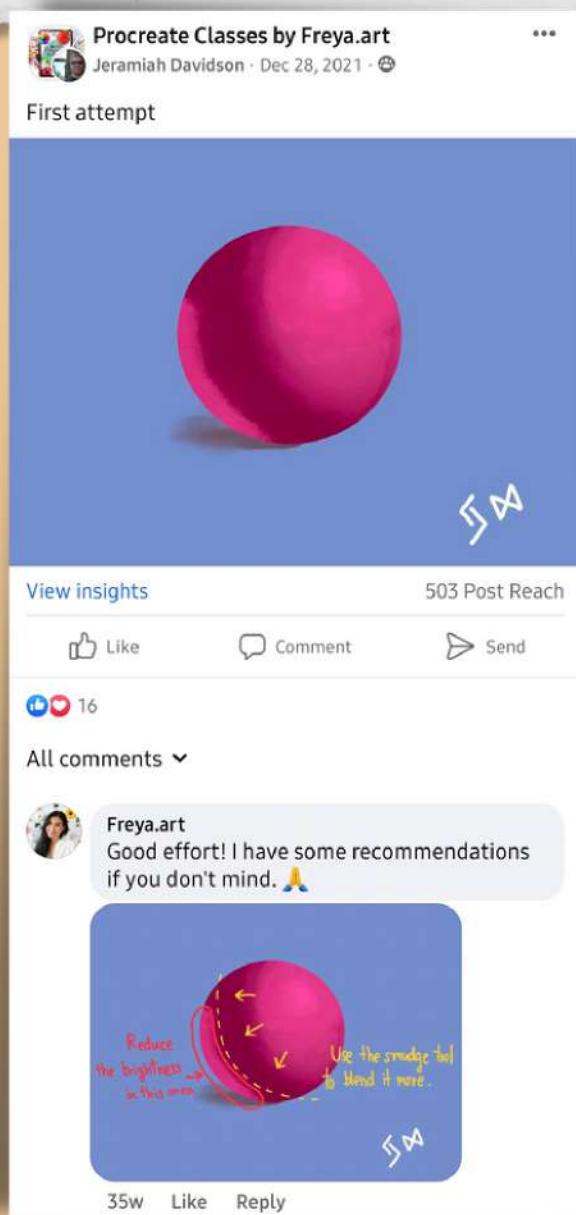 Procreate Classes by Freya.art
Jeramiah Davidson · Dec 28, 2021 ·
First attempt
View insights
503 Post Reach
Like
Comment
Send
16
All comments
Freya.art
Good effort! I have some recommendations
if you don't mind. 🙏
Reduce
the brightness
in this area
Use the smudge tool
to blend it more.
35w
Like
Reply